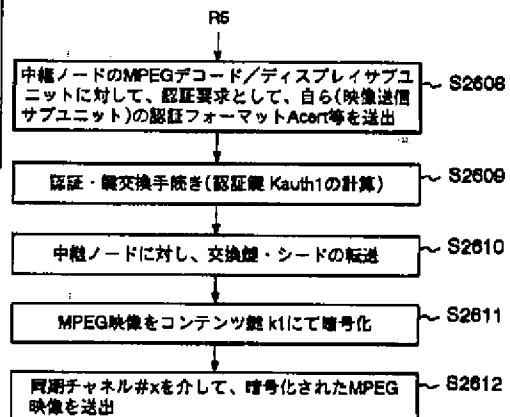 R5
中継ノードのMPEGデコード/ディスプレイサブユ
ニットに対して、認証要求として、自ら(映像送信
サブユニット)の認証フォーマットAcert等を送出
S2608
認証・鍵交換手続き(認証鍵 Kauth1の計算)
S2609
中継ノードに対し、交換鍵・シードの転送
S2610
MPEG映像をコンテンツ鍵 k1にて暗号化
S2611
同期チャネル#xを介して、暗号化されたMPEG
映像を送出
S2612